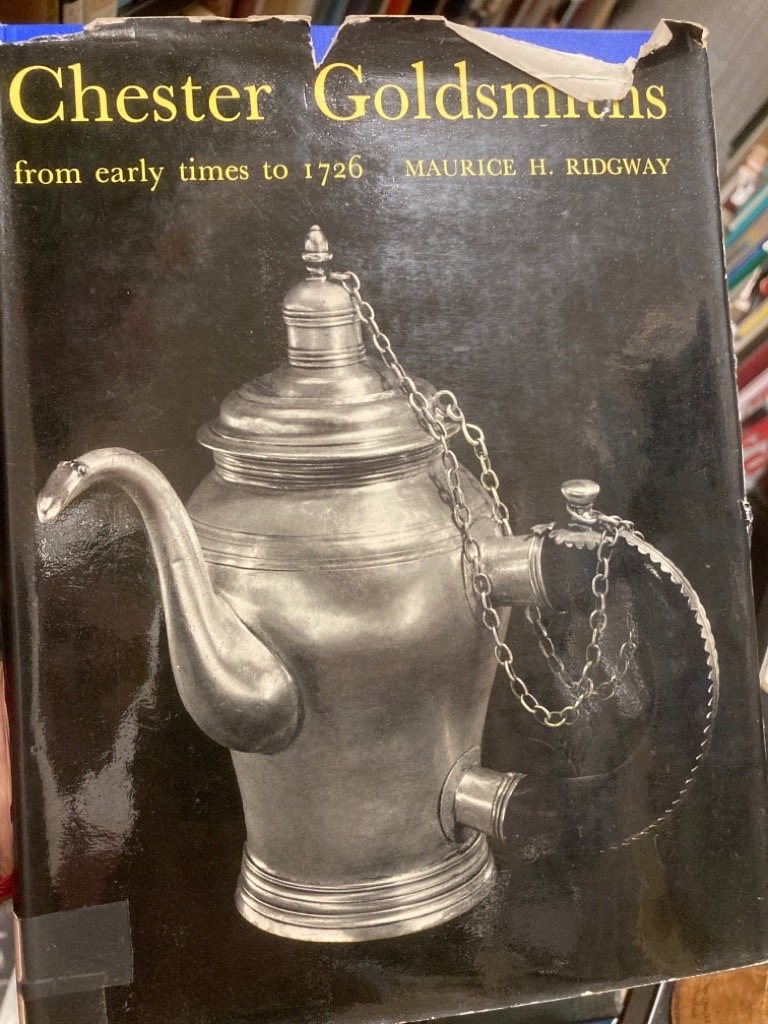 Chester Goldsmiths
from early times to 1726 MAURICE H. RIDGWAY